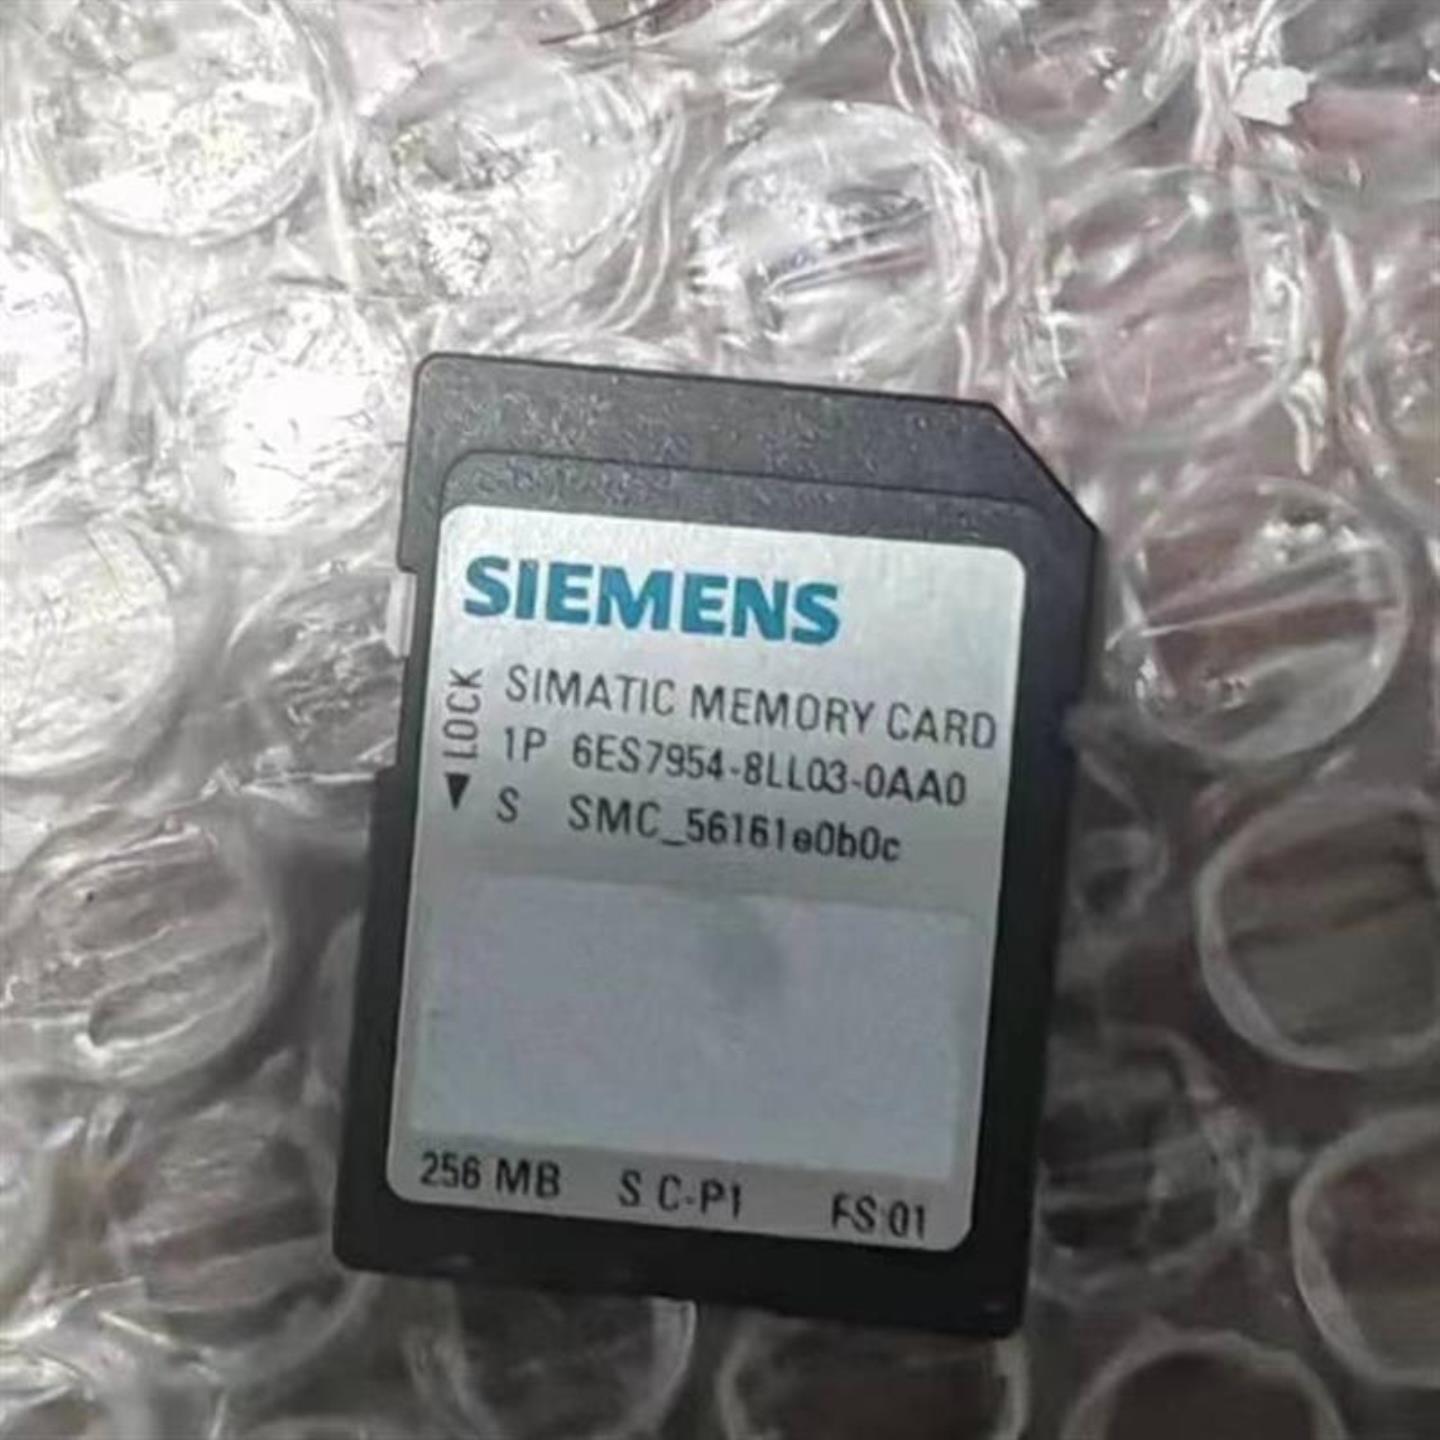 SIEMENS
LOCK
SIMATIC MEMORY CARD
1P 6ES7954-8LL03-0AA0
S SMC_56161e0b0c
256 MB S C-P1 FS:01